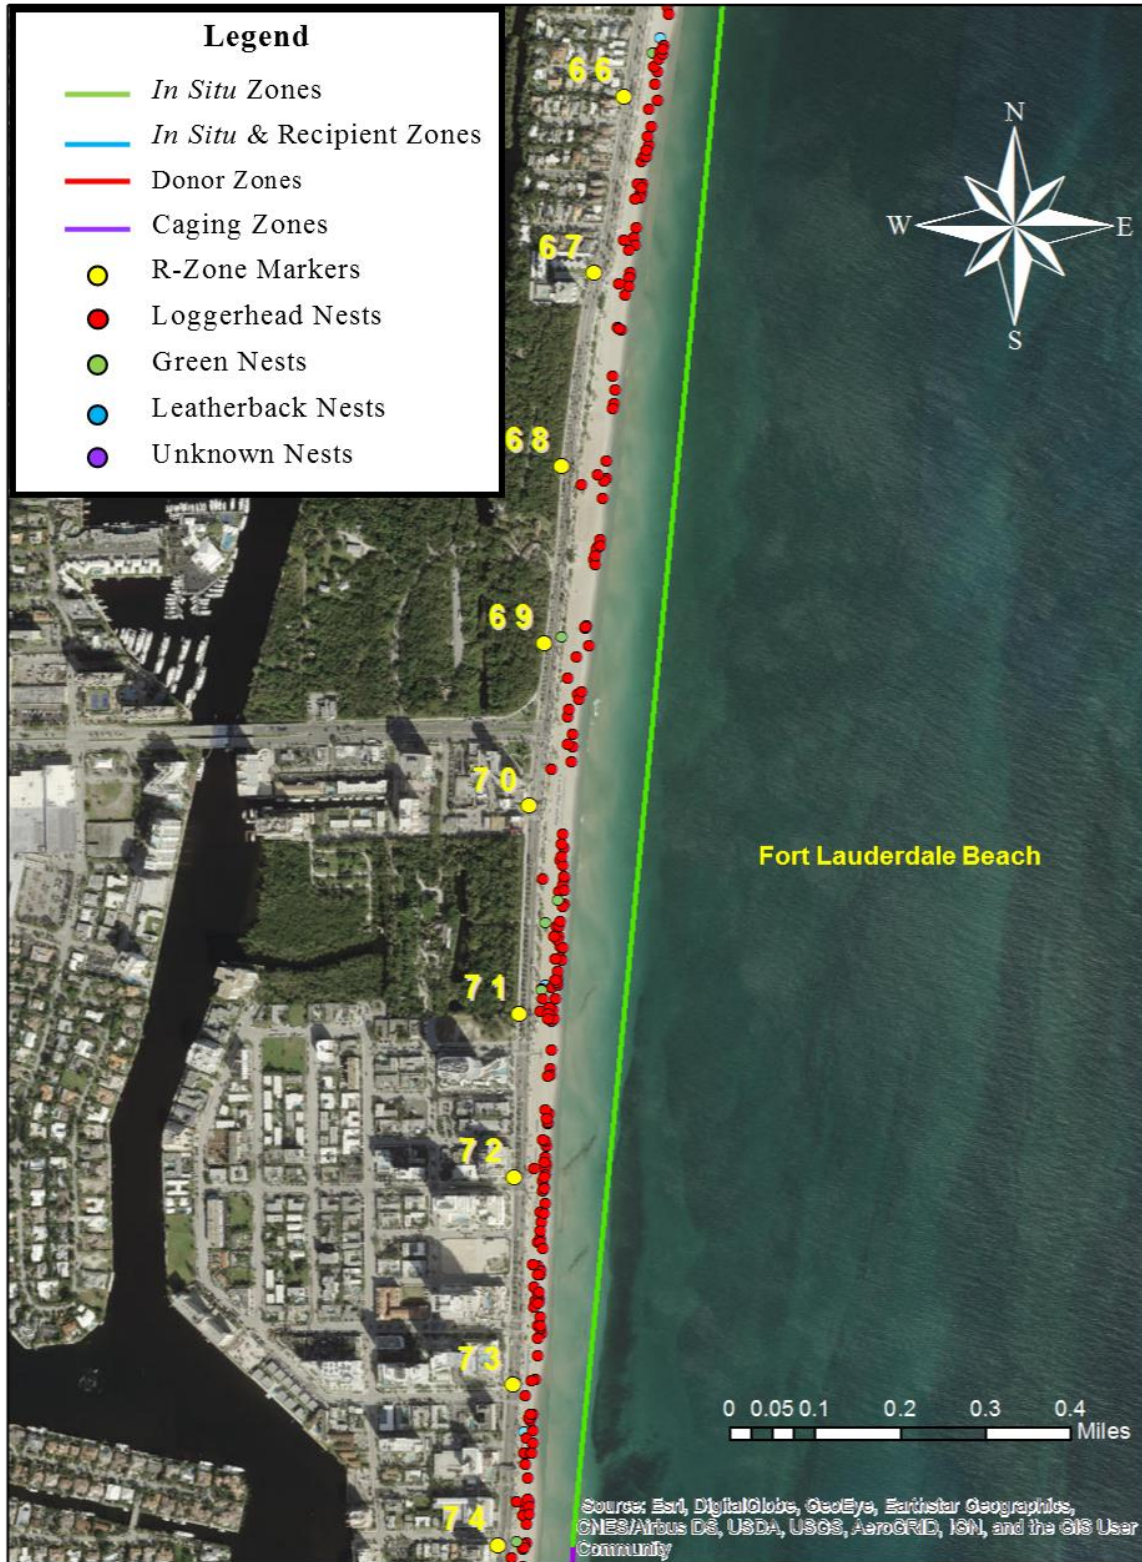 Legend
In Situ Zones
In Situ & Recipient Zones
Donor Zones
Caging Zones
R-Zone Markers
Loggerhead Nests
Green Nests
Leatherback Nests
Unknown Nests
N
W E
S
66
67
68
69
70
71
72
73
74
Fort Lauderdale Beach
0 0.05 0.1 0.2 0.3 0.4
Miles
Source: Esri, DigitalGlobe, GeoEye, Earthstar Geographics,
CNES/Airbus DS, USDA, USGS, AeroGRID, IGN, and the GIS User
Community